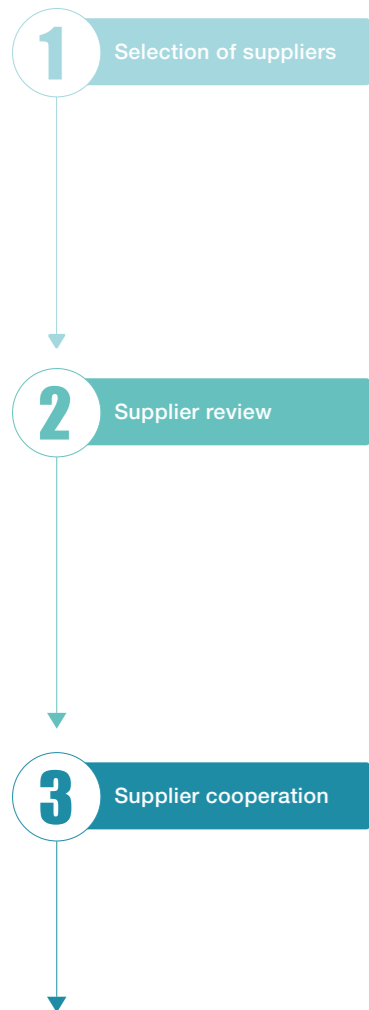 1
Selection of suppliers
2
Supplier review
3
Supplier cooperation